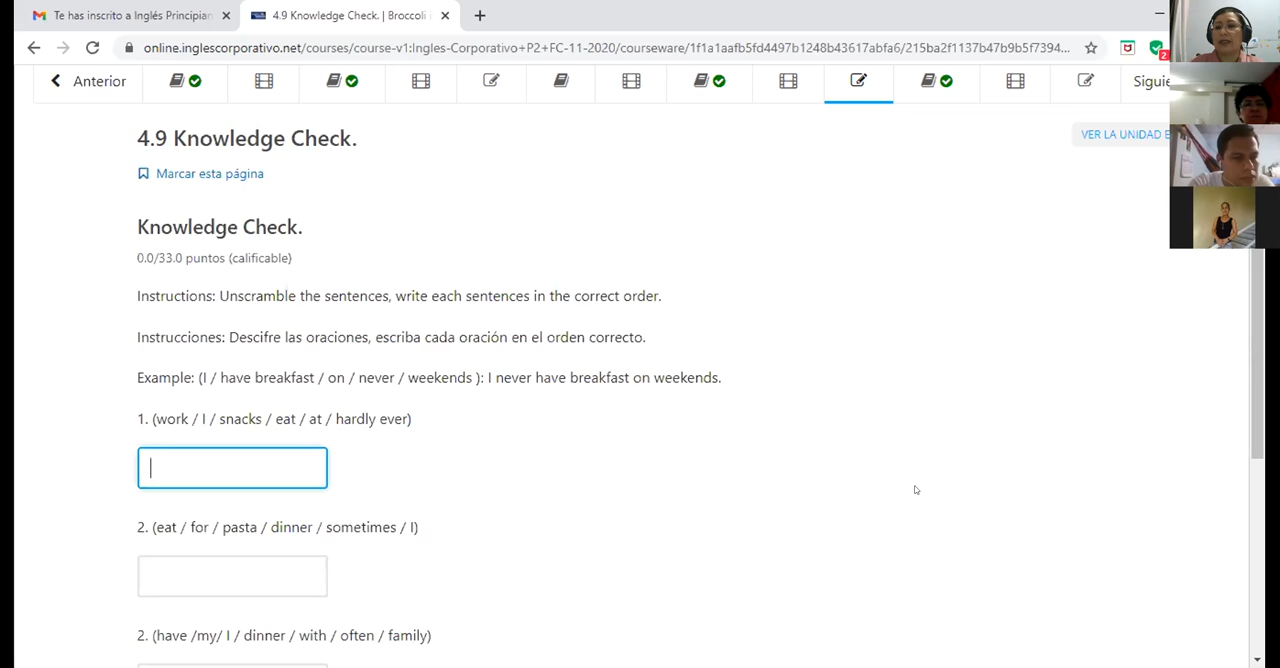 Te has inscrito a Inglés Principian
4.9 Knowledge Check. | Broccoli
online.inglescorporativo.net/courses/course-v1:Ingles-Corporativo+P2+FC-11-2020/courseware/1f1a1aafb5fd4497b1248b43617abfa6/215ba2f1137b47b9b5f7394...
2
Anterior
Siguie
4.9 Knowledge Check.
VER LA UNIDAD E
Marcar esta página
Knowledge Check.
0.0/33.0 puntos (calificable)
Instructions: Unscramble the sentences, write each sentences in the correct order.
Instrucciones: Descifre las oraciones, escriba cada oración en el orden correcto.
Example: (I / have breakfast / on / never / weekends ): I never have breakfast on weekends.
1. (work / I / snacks / eat / at / hardly ever)
2. (eat / for / pasta / dinner / sometimes / I)
2. (have /my/ I / dinner / with / often / family)